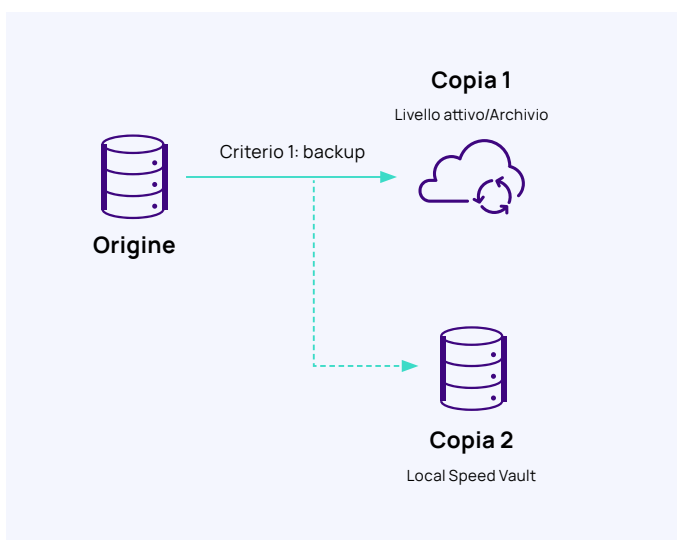 Copia 1
Livello attivo/Archivio
Criterio 1: backup
Origine
Copia 2
Local Speed Vault